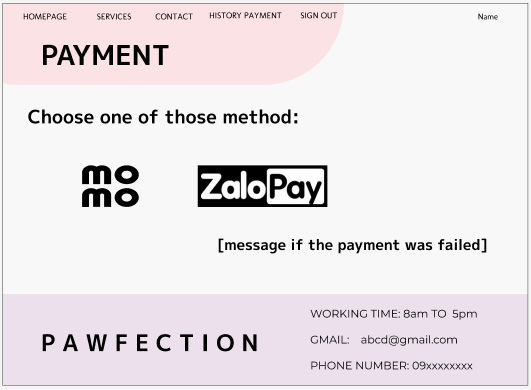 HOMEPAGE SERVICES CONTACT HISTORY PAYMENT SIGN OUT Name
PAYMENT
Choose one of those method:
mo
mo
ZaloPay
[message if the payment was failed]
WORKING TIME: 8am TO 5pm
PAWFECTION
GMAIL: abcd@gmail.com
PHONE NUMBER: 09xxxxxxxx